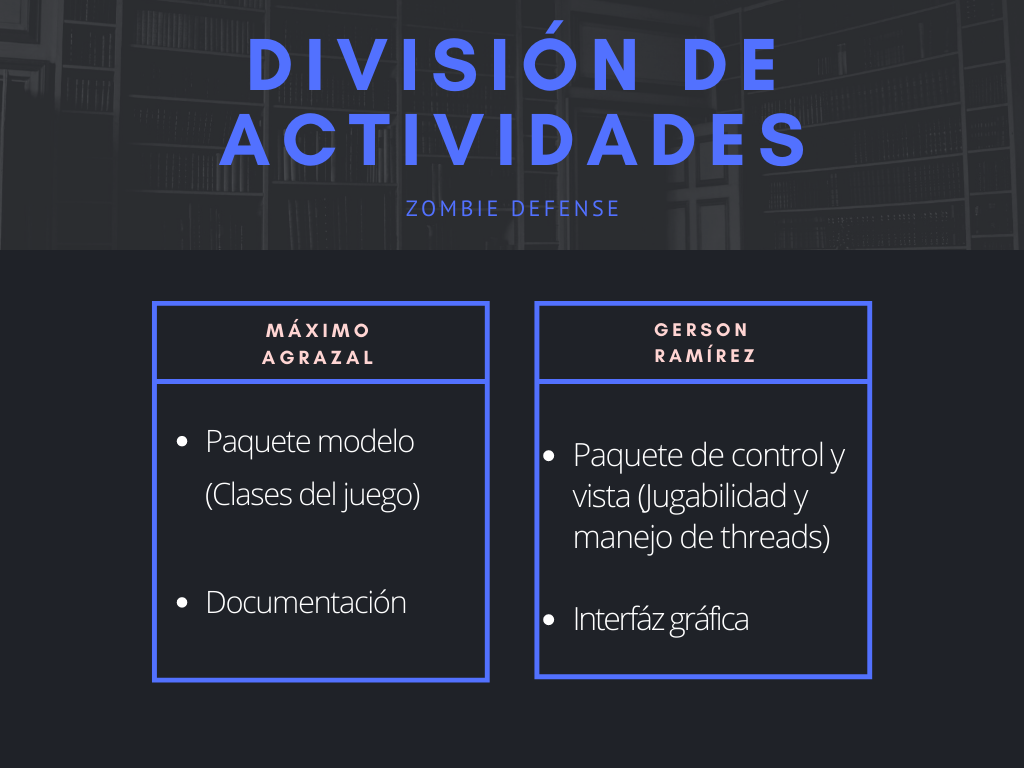 DIVISIÓN DE
ACTIVIDADES
ZOMBIE DEFENSE
MÁXIMO
AGRAZAL
• Paquete modelo
(Clases del juego)
• Documentación
GERSON
RAMÍREZ
• Paquete de control y
vista (Jugabilidad y
manejo de threads)
• Interfáz gráfica